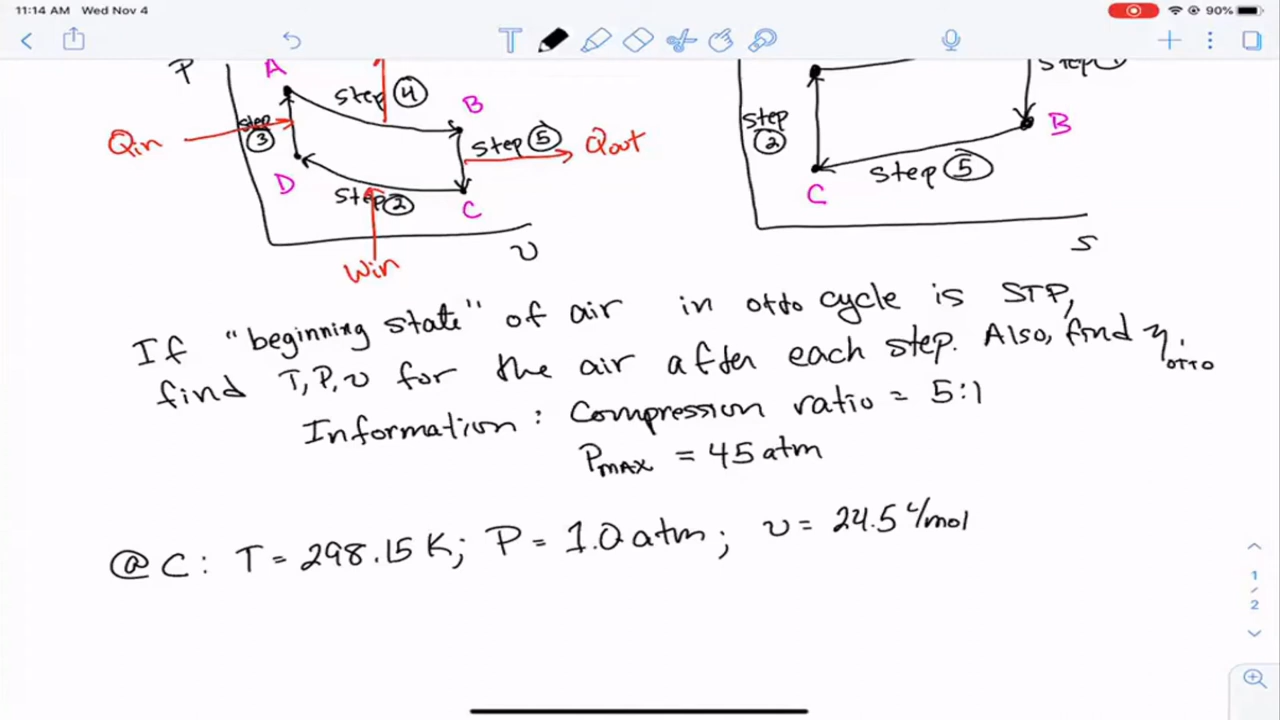 11:14 AM Wed Nov 4
90%
T
P
A
step ④
B
Qin
step ③
step ⑤
Qout
D
step ②
C
Win
v
step ②
B
step ⑤
C
s
If "beginning state" of air in otto cycle is STP,
find T, P, v for the air after each step. Also, find η OTTO.
Information: Compression ratio = 5:1
PMAX = 45 atm
@ C: T = 298.15 K; P = 1.0 atm; v = 24.5 L/mol
1
/
2